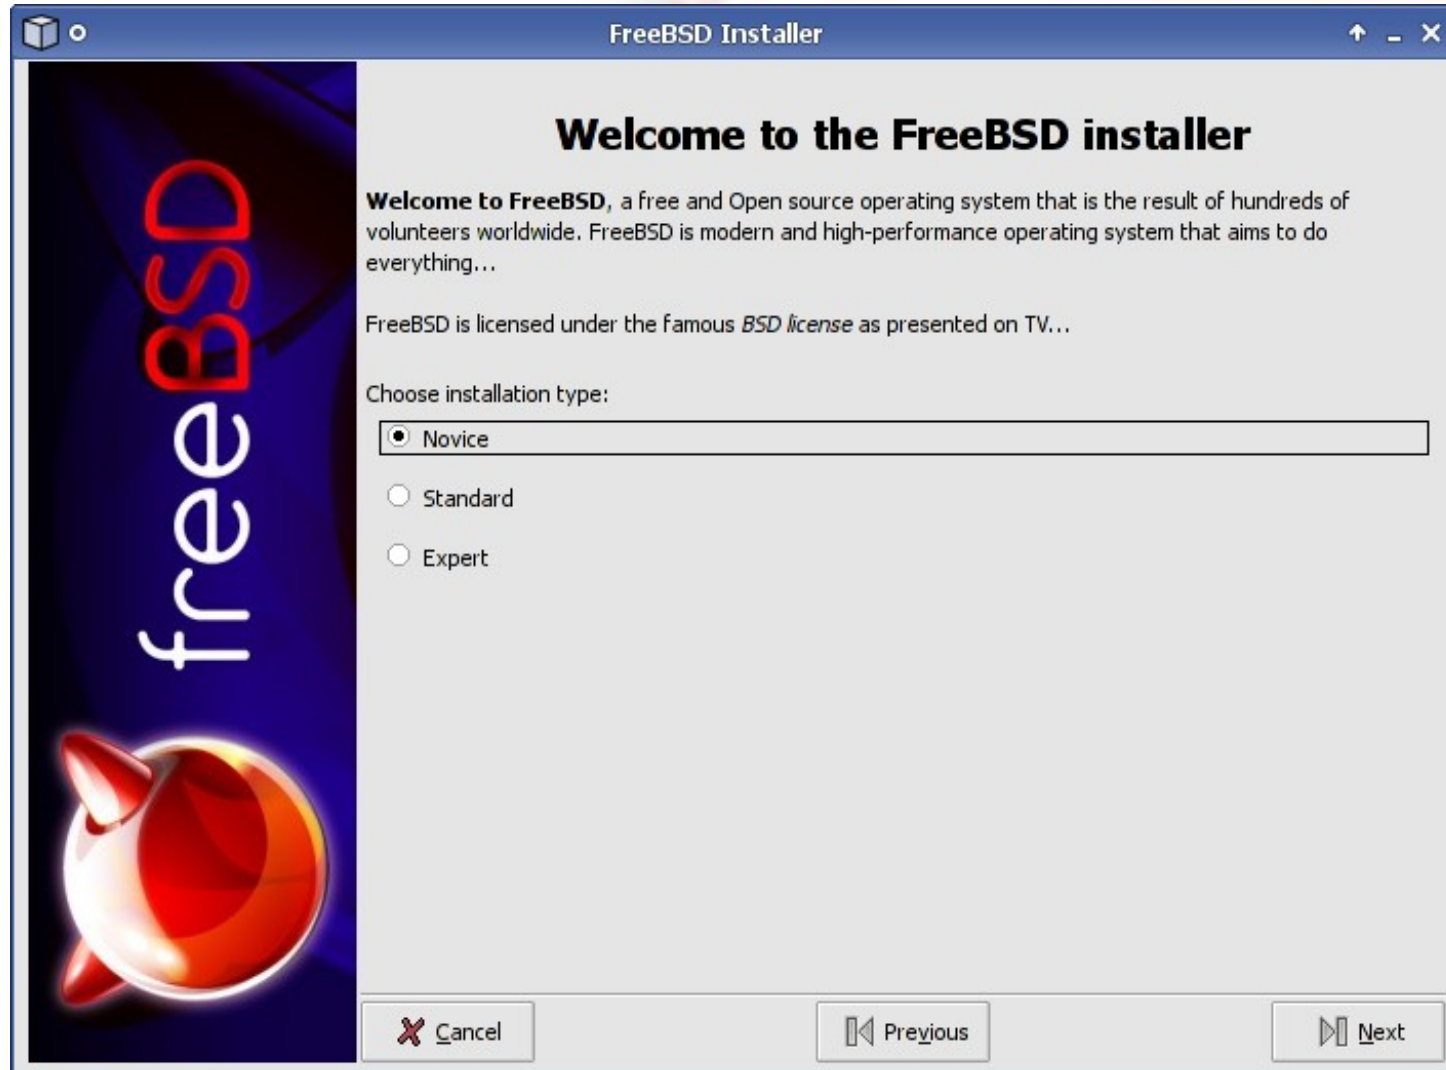 FreeBSD Installer
freeBSD
Welcome to the FreeBSD installer
Welcome to FreeBSD, a free and Open source operating system that is the result of hundreds of
volunteers worldwide. FreeBSD is modern and high-performance operating system that aims to do
everything...
FreeBSD is licensed under the famous BSD license as presented on TV...
Choose installation type:
Novice
Standard
Expert
Cancel
Previous
Next